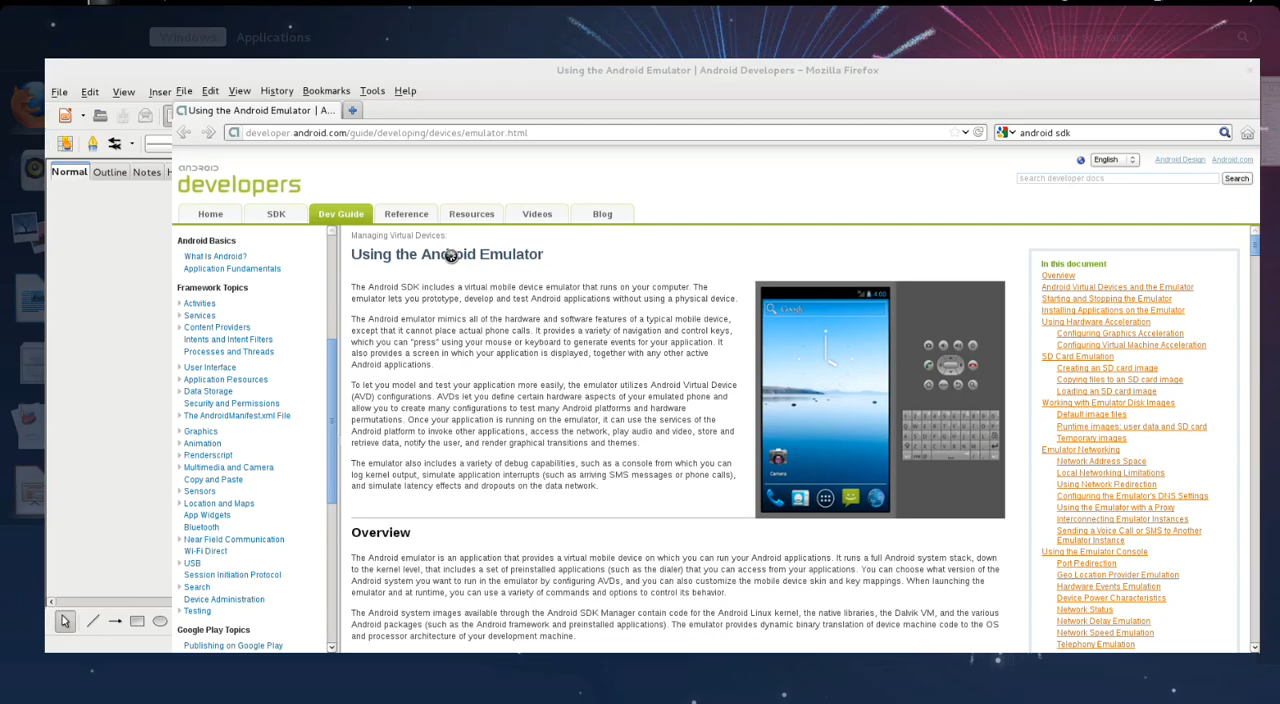 Windows Applications
Type to search...
Using the Android Emulator | Android Developers – Mozilla Firefox
File Edit View Inser
File Edit View History Bookmarks Tools Help
Using the Android Emulator | A...
developer.android.com/guide/developing/devices/emulator.html
android sdk
Normal Outline Notes H
English
Android Design Android.com
android
developers
search developer docs Search
Home SDK Dev Guide Reference Resources Videos Blog
Android Basics
What Is Android?
Application Fundamentals
Framework Topics
Activities
Services
Content Providers
Intents and Intent Filters
Processes and Threads
User Interface
Application Resources
Data Storage
Security and Permissions
The AndroidManifest.xml File
Graphics
Animation
Renderscript
Multimedia and Camera
Copy and Paste
Sensors
Location and Maps
App Widgets
Bluetooth
Near Field Communication
Wi-Fi Direct
USB
Session Initiation Protocol
Search
Device Administration
Testing
Google Play Topics
Publishing on Google Play
Managing Virtual Devices:
Using the Android Emulator
The Android SDK includes a virtual mobile device emulator that runs on your computer. The
emulator lets you prototype, develop and test Android applications without using a physical device.
The Android emulator mimics all of the hardware and software features of a typical mobile device,
except that it cannot place actual phone calls. It provides a variety of navigation and control keys,
which you can "press" using your mouse or keyboard to generate events for your application. It
also provides a screen in which your application is displayed, together with any other active
Android applications.
To let you model and test your application more easily, the emulator utilizes Android Virtual Device
(AVD) configurations. AVDs let you define certain hardware aspects of your emulated phone and
allow you to create many configurations to test many Android platforms and hardware
permutations. Once your application is running on the emulator, it can use the services of the
Android platform to invoke other applications, access the network, play audio and video, store and
retrieve data, notify the user, and render graphical transitions and themes.
The emulator also includes a variety of debug capabilities, such as a console from which you can
log kernel output, simulate application interrupts (such as arriving SMS messages or phone calls),
and simulate latency effects and dropouts on the data network.
4:00
Google
Camera
Overview
The Android emulator is an application that provides a virtual mobile device on which you can run your Android applications. It runs a full Android system stack, down
to the kernel level, that includes a set of preinstalled applications (such as the dialer) that you can access from your applications. You can choose what version of the
Android system you want to run in the emulator by configuring AVDs, and you can also customize the mobile device skin and key mappings. When launching the
emulator and at runtime, you can use a variety of commands and options to control its behavior.
The Android system images available through the Android SDK Manager contain code for the Android Linux kernel, the native libraries, the Dalvik VM, and the various
Android packages (such as the Android framework and preinstalled applications). The emulator provides dynamic binary translation of device machine code to the OS
and processor architecture of your development machine.
In this document
Overview
Android Virtual Devices and the Emulator
Starting and Stopping the Emulator
Installing Applications on the Emulator
Using Hardware Acceleration
Configuring Graphics Acceleration
Configuring Virtual Machine Acceleration
SD Card Emulation
Creating an SD card image
Copying files to an SD card image
Loading an SD card image
Working with Emulator Disk Images
Default image files
Runtime images: user data and SD card
Temporary images
Emulator Networking
Network Address Space
Local Networking Limitations
Using Network Redirection
Configuring the Emulator's DNS Settings
Using the Emulator with a Proxy
Interconnecting Emulator Instances
Sending a Voice Call or SMS to Another
Emulator Instance
Using the Emulator Console
Port Redirection
Geo Location Provider Emulation
Hardware Events Emulation
Device Power Characteristics
Network Status
Network Delay Emulation
Network Speed Emulation
Telephony Emulation